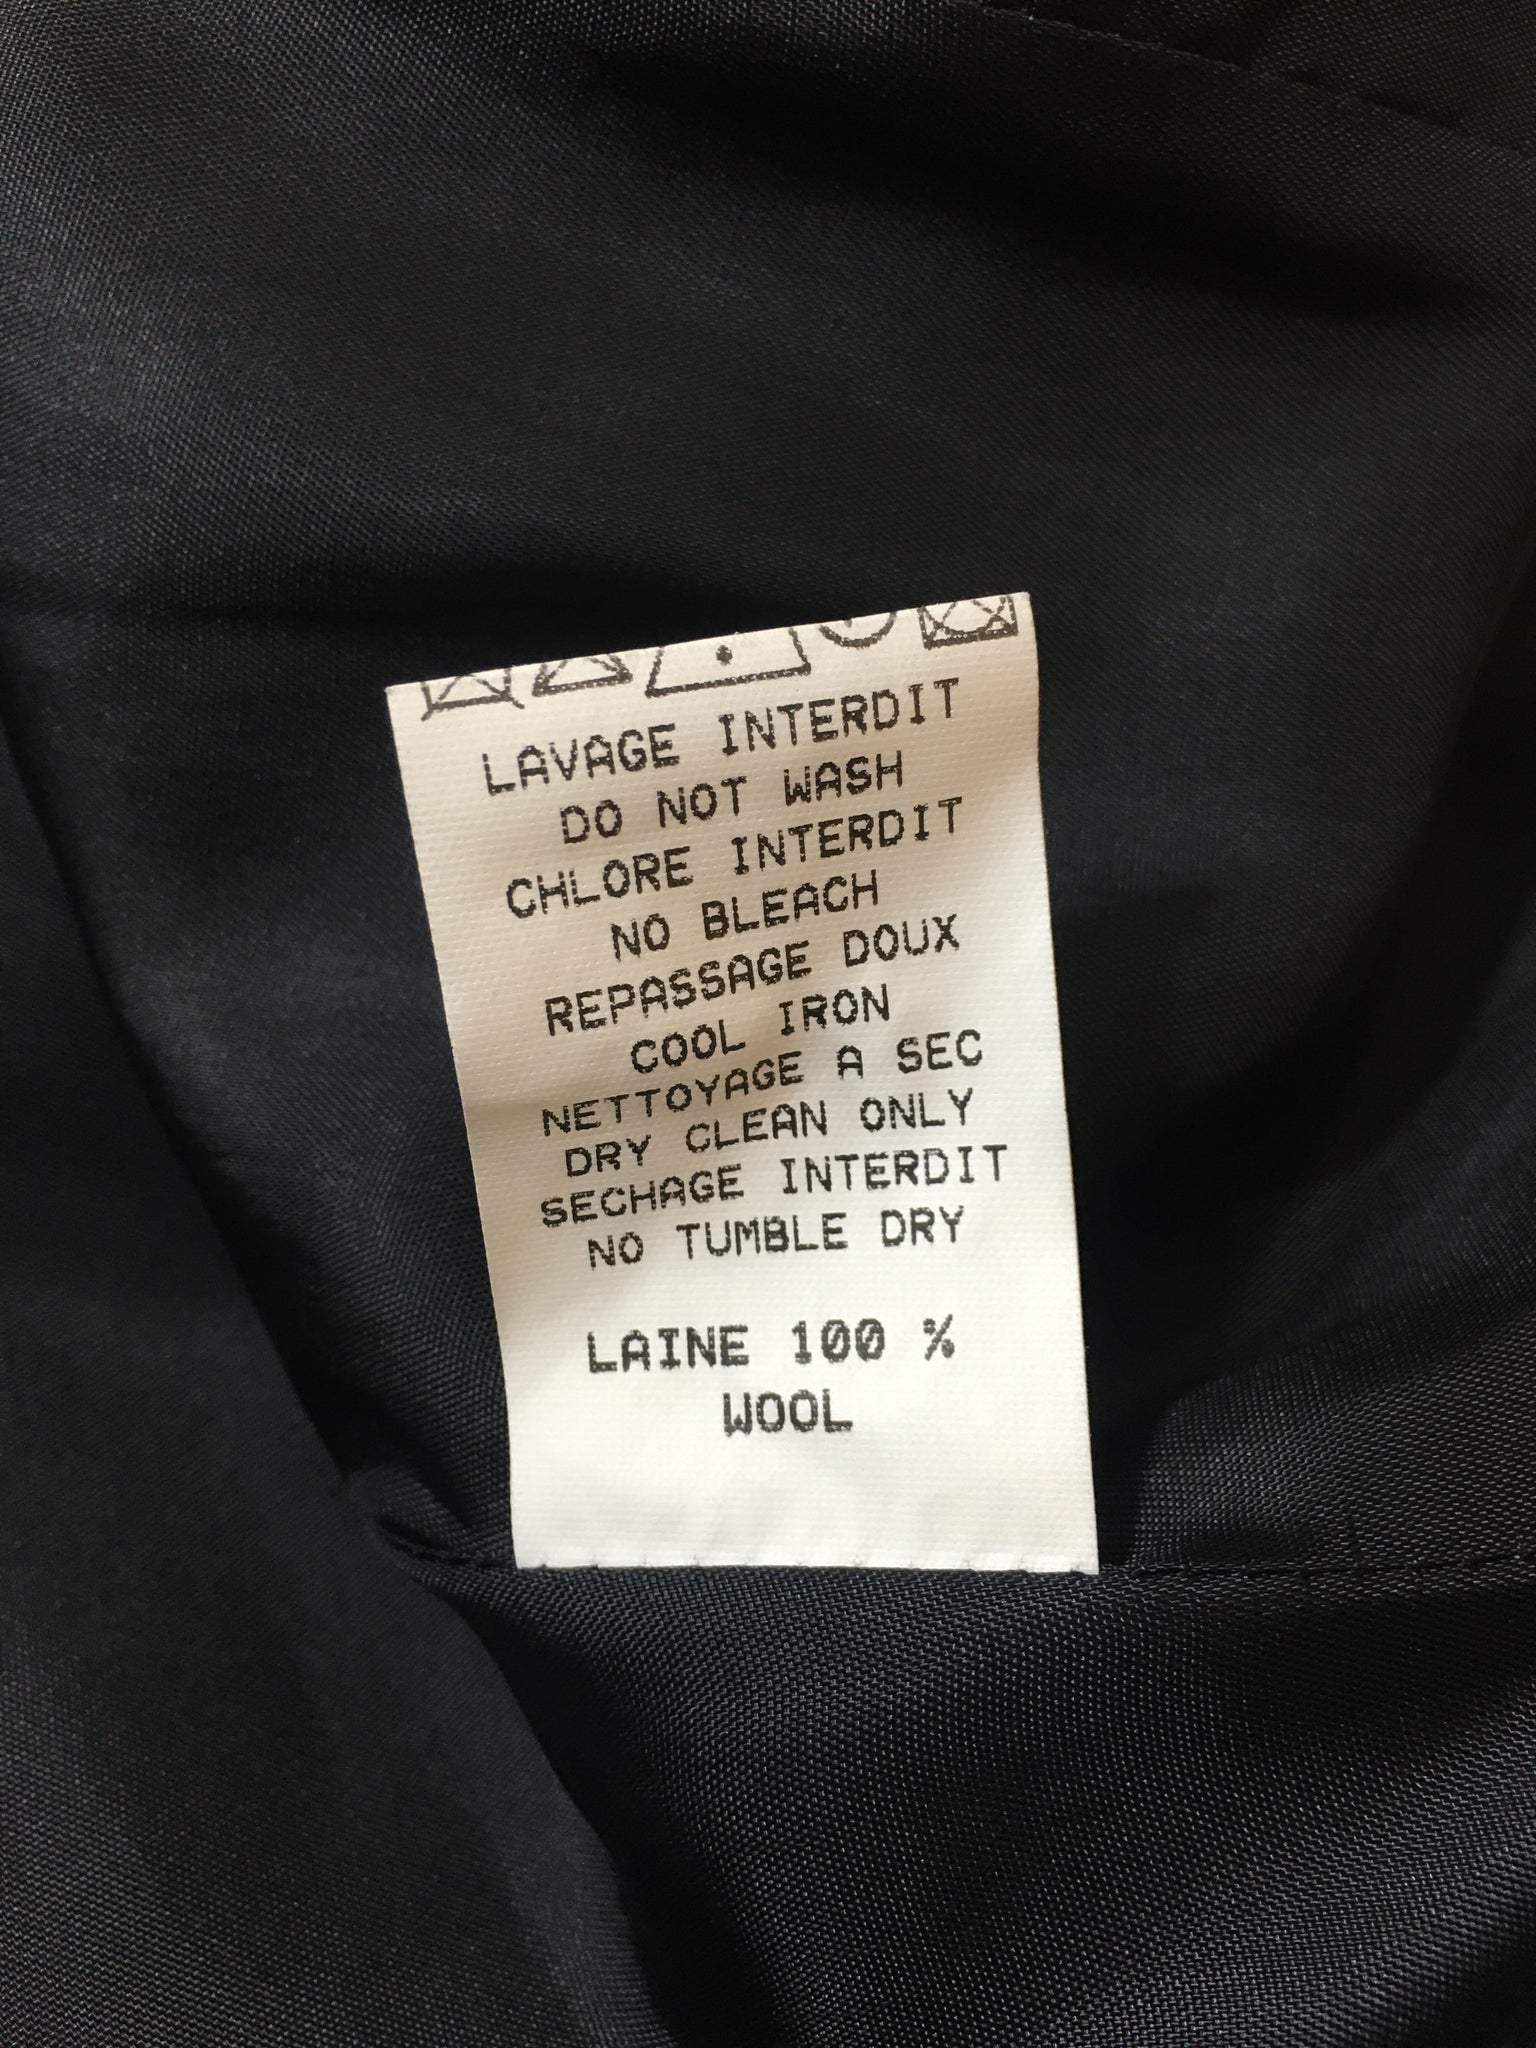 LAVAGE INTERDIT
DO NOT WASH
CHLORE INTERDIT
NO BLEACH
REPASSAGE DOUX
COOL IRON
NETTOYAGE A SEC
DRY CLEAN ONLY
SECHAGE INTERDIT
NO TUMBLE DRY
LAINE 100 %
WOOL